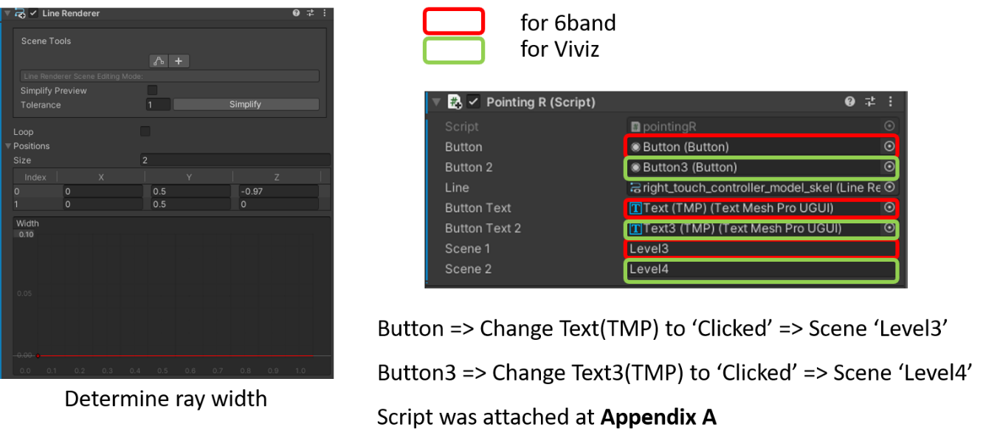 Line Renderer
Scene Tools
Line Renderer Scene Editing Mode:
Simplify Preview
Tolerance 1 Simplify
Loop
Positions
Size 2
Index X Y Z
0 0 0.5 -0.97
1 0 0.5 0
Width
0.10
0.05
0.00
0.0 0.1 0.2 0.3 0.4 0.5 0.6 0.7 0.8 0.9 1.0
Determine ray width
for 6band
for Viviz
# Pointing R (Script)
Script # pointingR
Button Button (Button)
Button 2 Button3 (Button)
Line right_touch_controller_model_skel (Line Re
Button Text T Text (TMP) (Text Mesh Pro UGUI)
Button Text 2 T Text3 (TMP) (Text Mesh Pro UGUI)
Scene 1 Level3
Scene 2 Level4
Button => Change Text(TMP) to ‘Clicked’ => Scene ‘Level3’
Button3 => Change Text3(TMP) to ‘Clicked’ => Scene ‘Level4’
Script was attached at Appendix A